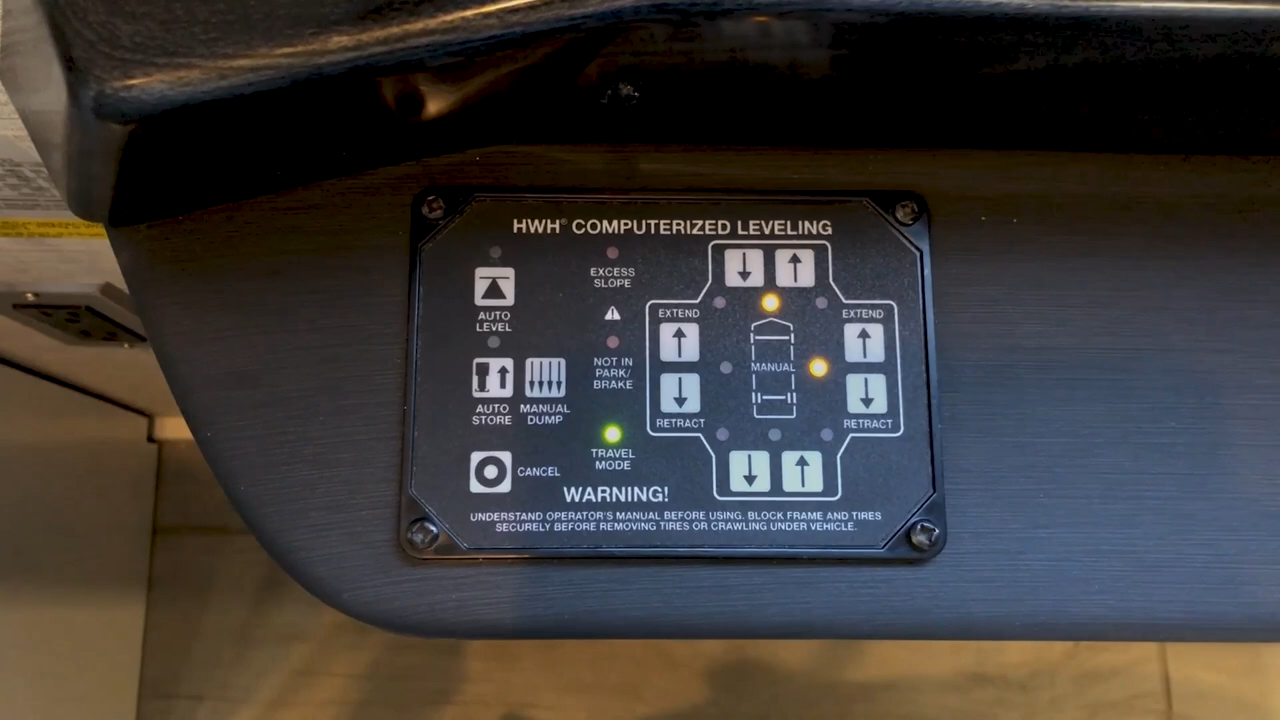 HWH® COMPUTERIZED LEVELING
EXCESS
SLOPE
AUTO
LEVEL
EXTEND
EXTEND
NOT IN
PARK/
BRAKE
MANUAL
AUTO
STORE
MANUAL
DUMP
RETRACT
RETRACT
TRAVEL
MODE
CANCEL
WARNING!
UNDERSTAND OPERATOR'S MANUAL BEFORE USING. BLOCK FRAME AND TIRES
SECURELY BEFORE REMOVING TIRES OR CRAWLING UNDER VEHICLE.